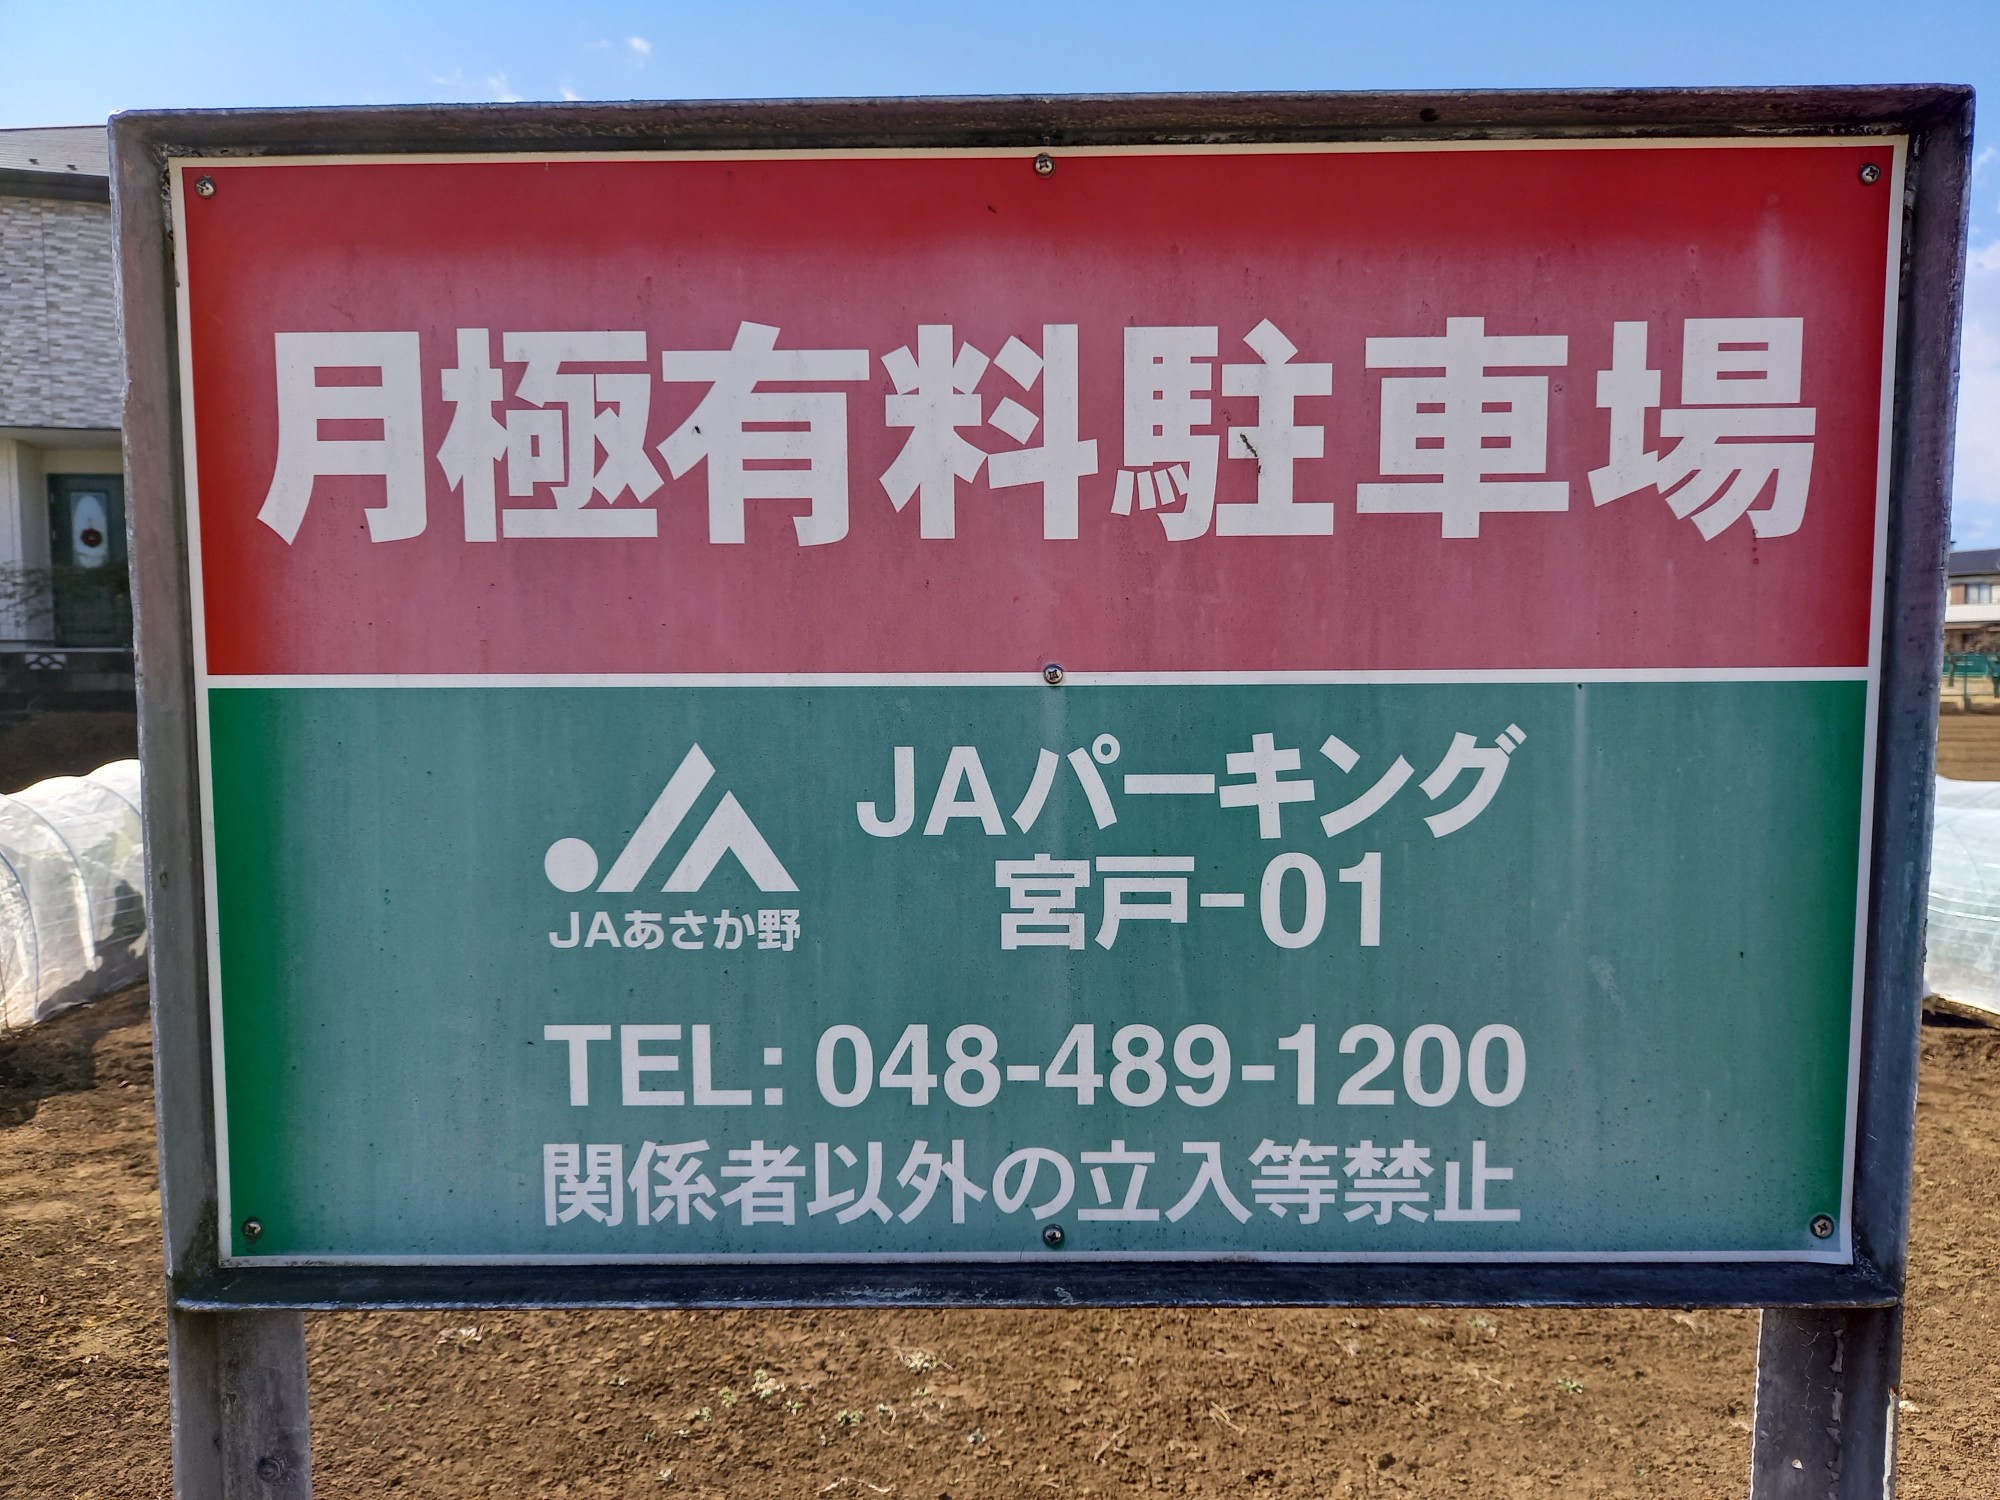 月極有料駐車場
JAあさか野
JAパーキング
宮戸-01
TEL: 048-489-1200
関係者以外の立入等禁止